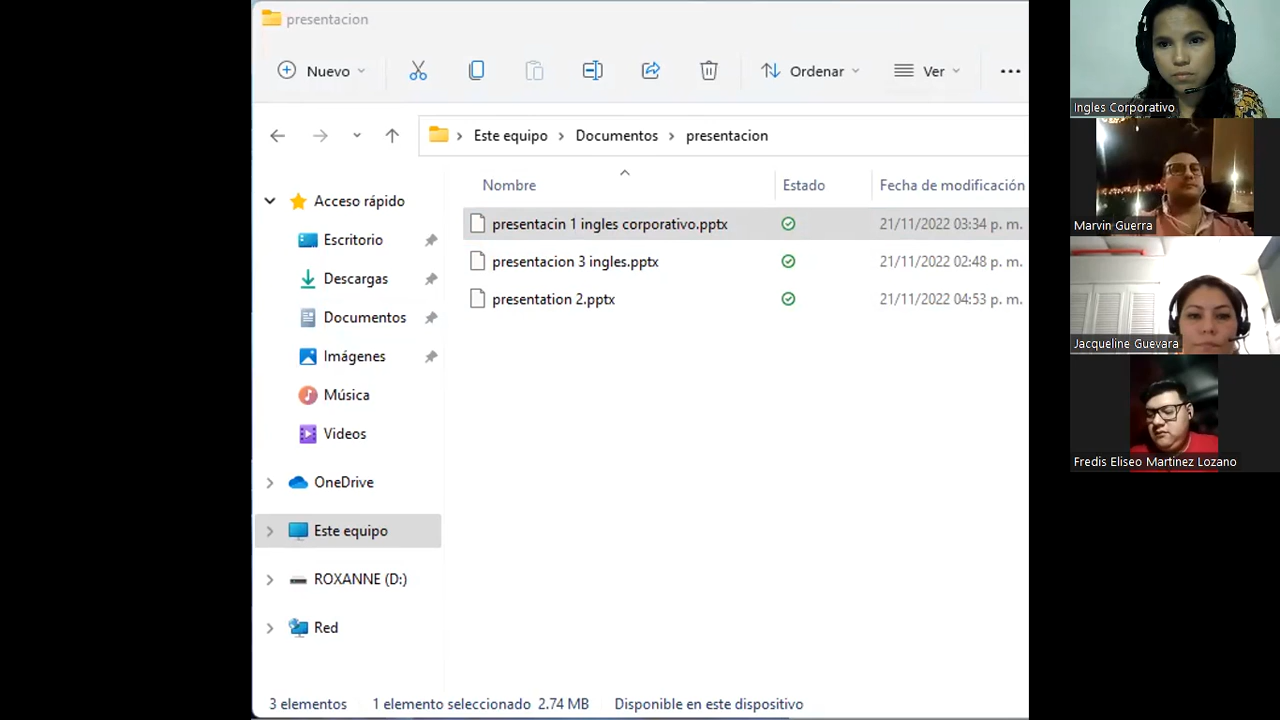 presentacion
Nuevo
Ordenar
Ver
Este equipo > Documentos > presentacion
Nombre Estado Fecha de modificación
presentacin 1 ingles corporativo.pptx 21/11/2022 03:34 p. m.
presentacion 3 ingles.pptx 21/11/2022 02:48 p. m.
presentation 2.pptx 21/11/2022 04:53 p. m.
Acceso rápido
Escritorio
Descargas
Documentos
Imágenes
Música
Videos
OneDrive
Este equipo
ROXANNE (D:)
Red
3 elementos 1 elemento seleccionado 2.74 MB Disponible en este dispositivo
Ingles Corporativo
Marvin Guerra
Jacqueline Guevara
Fredis Eliseo Martinez Lozano